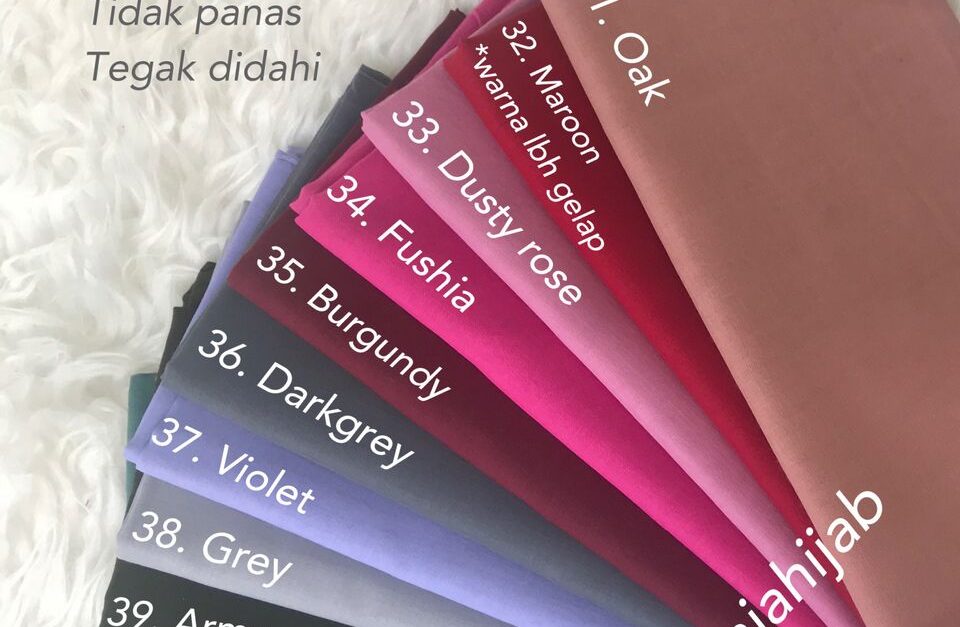 Tidak panas
Tegak didahi
Oak
32. Maroon
*warna lbh gelap
33. Dusty rose
34. Fushia
35. Burgundy
36. Darkgrey
37. Violet
38. Grey
39.